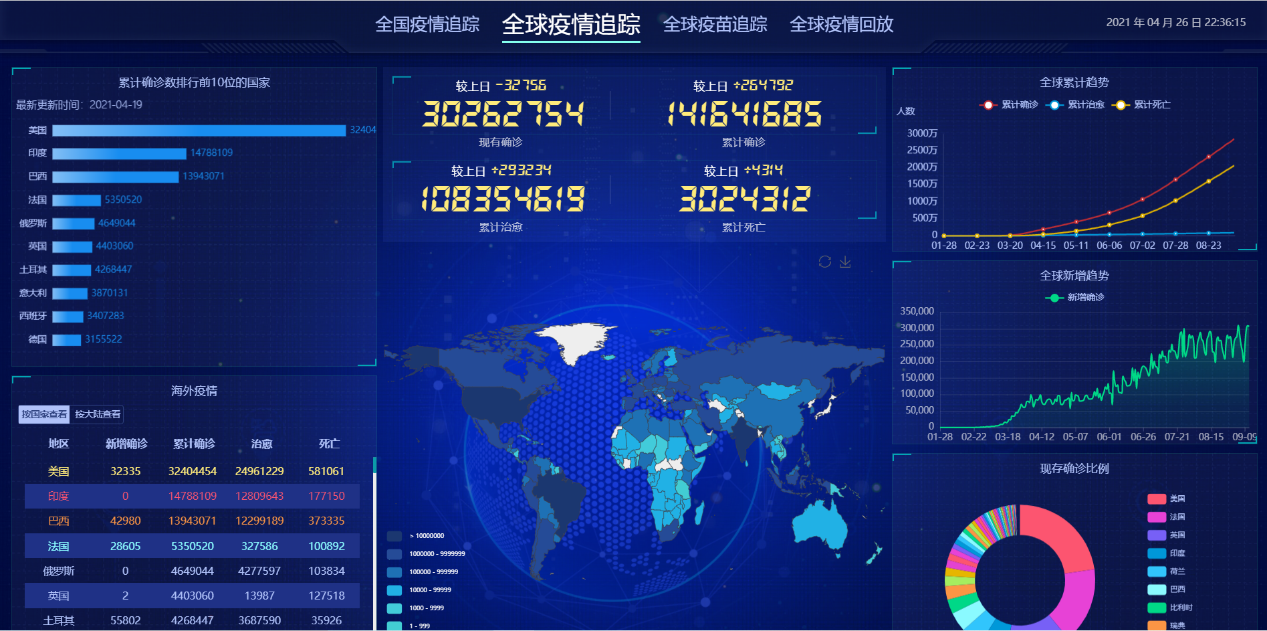 全国疫情追踪 全球疫情追踪 全球疫苗追踪 全球疫情回放 2021 年 04 月 26 日 22:36:15
累计确诊数排行前10位的国家
最新更新时间: 2021-04-19
美国 32404
印度 14788109
巴西 13943071
法国 5350520
俄罗斯 4649044
英国 4403060
土耳其 4268447
意大利 3870131
西班牙 3407283
德国 3155522
海外疫情
按国家查看 按大陆查看
地区 新增确诊 累计确诊 治愈 死亡
美国 32335 32404454 24961229 581061
印度 0 14788109 12809643 177150
巴西 42980 13943071 12299189 373335
法国 28605 5350520 327586 100892
俄罗斯 0 4649044 4277597 103834
英国 2 4403060 13987 127518
土耳其 55802 4268447 3687590 35926
较上日 -32756
30262754
现有确诊
较上日 +264792
141641685
累计确诊
较上日 +293234
108354619
累计治愈
较上日 +4314
3024312
累计死亡
> 10000000
1000000 - 9999999
100000 - 999999
10000 - 99999
1000 - 9999
1 - 999
全球累计趋势
累计确诊 累计治愈 累计死亡
人数
3000万
2500万
2000万
1500万
1000万
500万
0
01-28 02-23 03-20 04-15 05-11 06-06 07-02 07-28 08-23
全球新增趋势
新增确诊
350,000
300,000
250,000
200,000
150,000
100,000
50,000
0
01-28 02-22 03-18 04-12 05-07 06-01 06-26 07-21 08-15 09-09
现存确诊比例
美国
法国
英国
印度
荷兰
巴西
比利时
瑞典